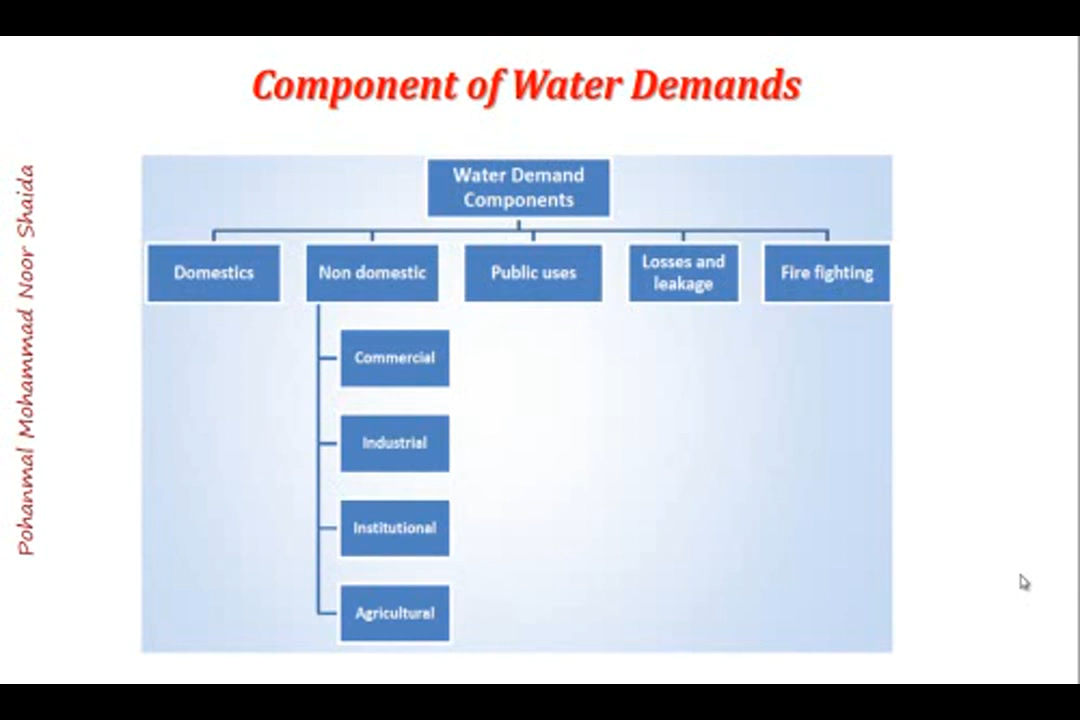 Component of Water Demands
Pohanmal Mohammad Noor Shaida
Water Demand
Components
Domestics
Non domestic
Public uses
Losses and
leakage
Fire fighting
Commercial
Industrial
Institutional
Agricultural